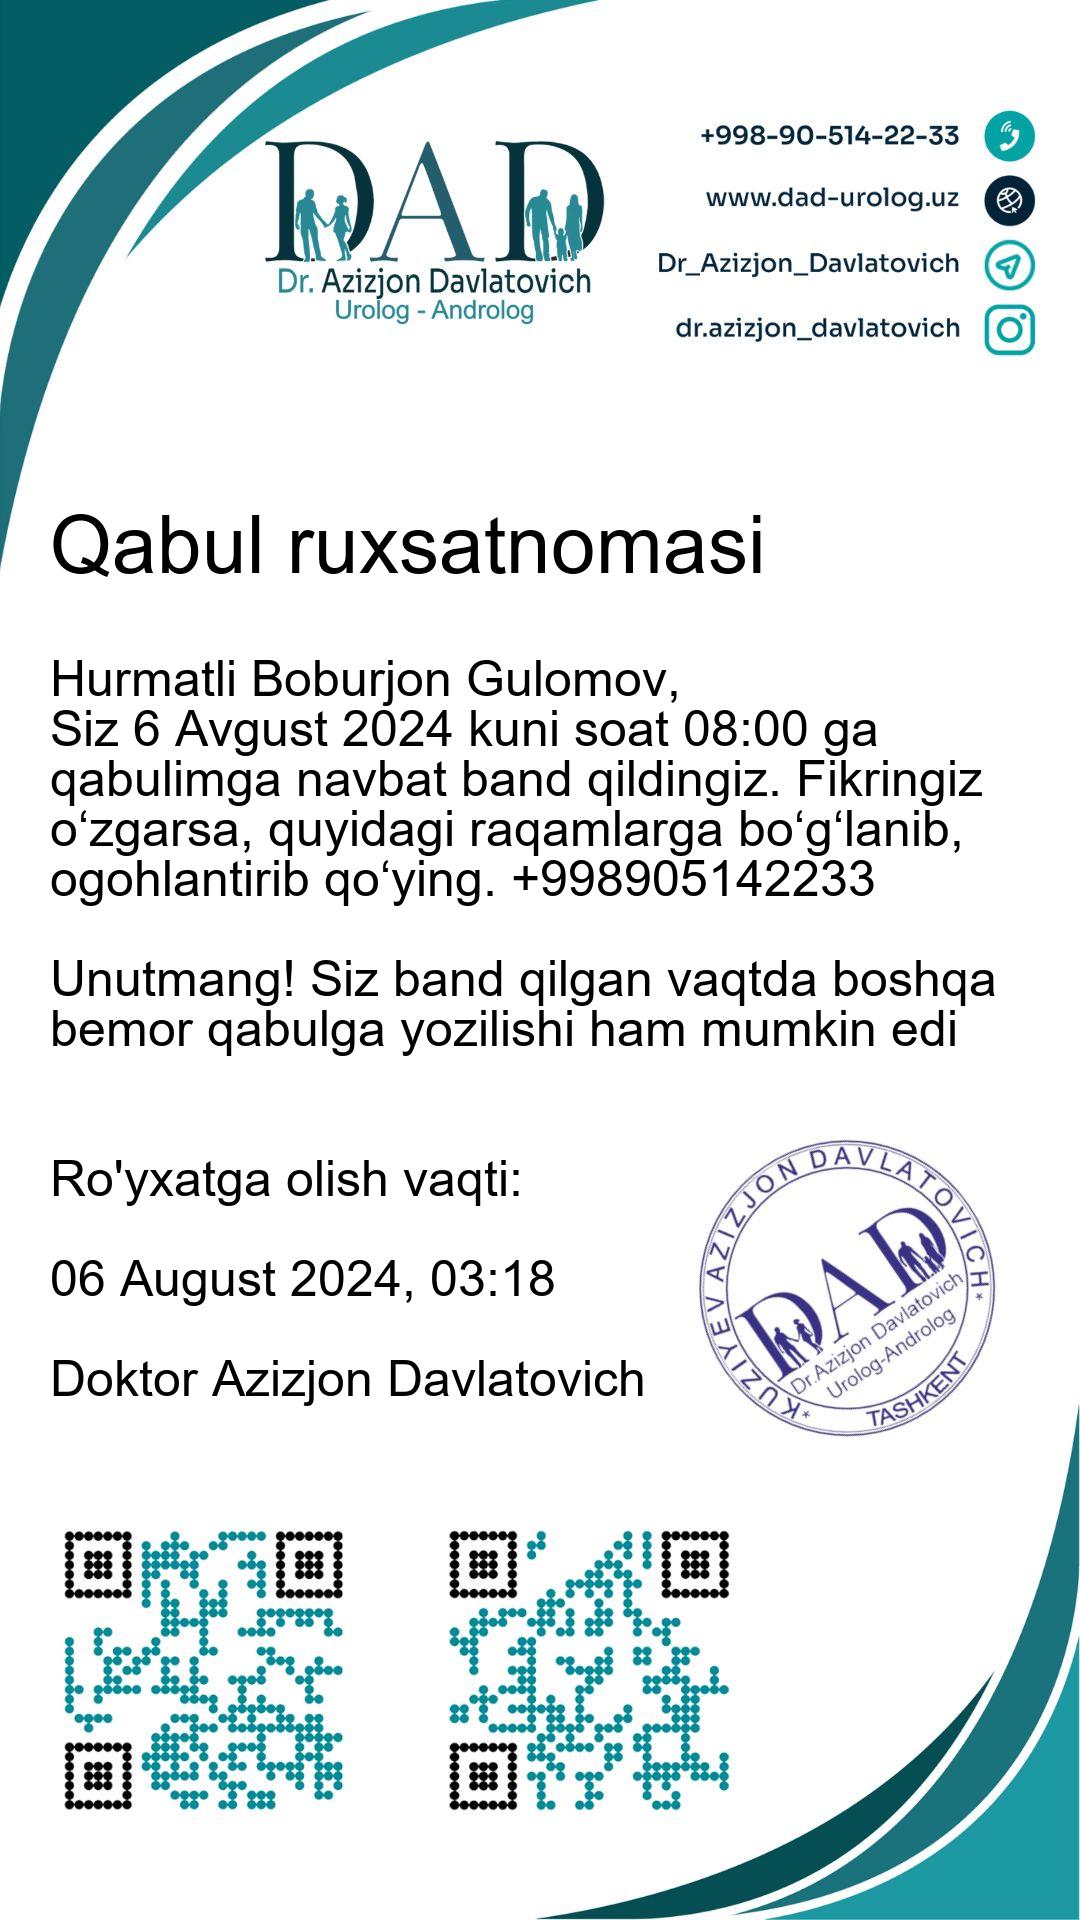 DAD
Dr. Azizjon Davlatovich
Urolog - Androlog
+998-90-514-22-33
www.dad-urolog.uz
Dr_Azizjon_Davlatovich
dr.azizjon_davlatovich
Qabul ruxsatnomasi
Hurmatli Boburjon Gulomov,
Siz 6 Avgust 2024 kuni soat 08:00 ga
qabulimga navbat band qildingiz. Fikringiz
o‘zgarsa, quyidagi raqamlarga bo‘g‘lanib,
ogohlantirib qo‘ying. +998905142233
Unutmang! Siz band qilgan vaqtda boshqa
bemor qabulga yozilishi ham mumkin edi
Ro'yxatga olish vaqti:
06 August 2024, 03:18
Doktor Azizjon Davlatovich
*KUZIYEV AZIZJON DAVLATOVICH*
DAD
Dr.Azizjon Davlatovich
Urolog-Androlog
TASHKENT